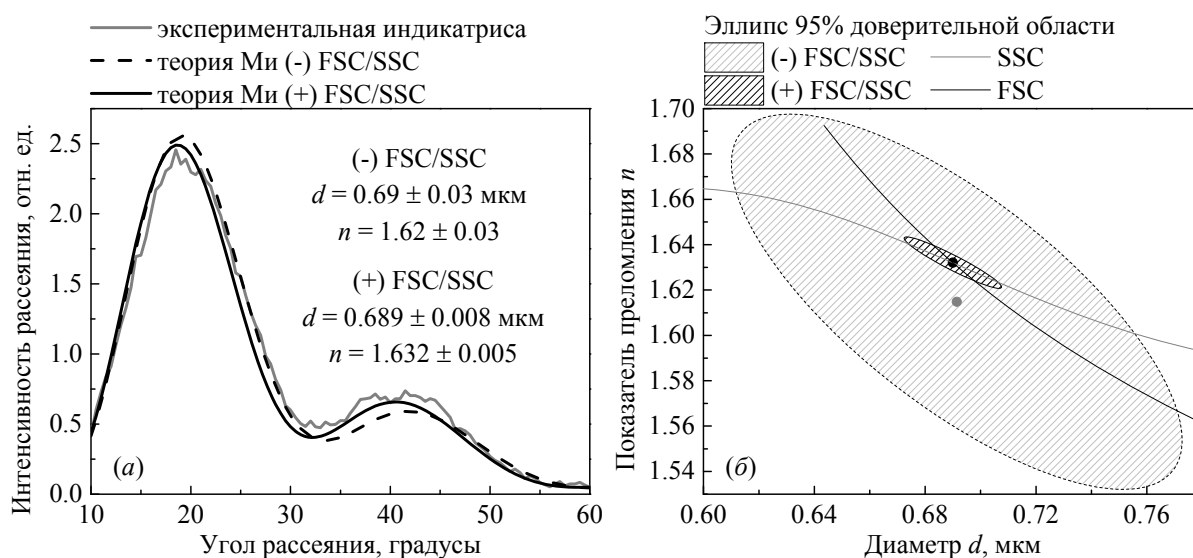 экспериментальная индикатриса
теория Ми (-) FSC/SSC
теория Ми (+) FSC/SSC
Интенсивность рассеяния, отн. ед.
2.5
2.0
1.5
1.0
0.5
0.0
(-) FSC/SSC
d = 0.69 ± 0.03 мкм
n = 1.62 ± 0.03
(+) FSC/SSC
d = 0.689 ± 0.008 мкм
n = 1.632 ± 0.005
(а)
10 20 30 40 50 60
Угол рассеяния, градусы
Эллипс 95% доверительной области
(-) FSC/SSC SSC
(+) FSC/SSC FSC
Показатель преломления n
1.70
1.66
1.64
1.62
1.60
1.58
1.56
1.54
(б)
0.60 0.64 0.68 0.72 0.76
Диаметр d, мкм